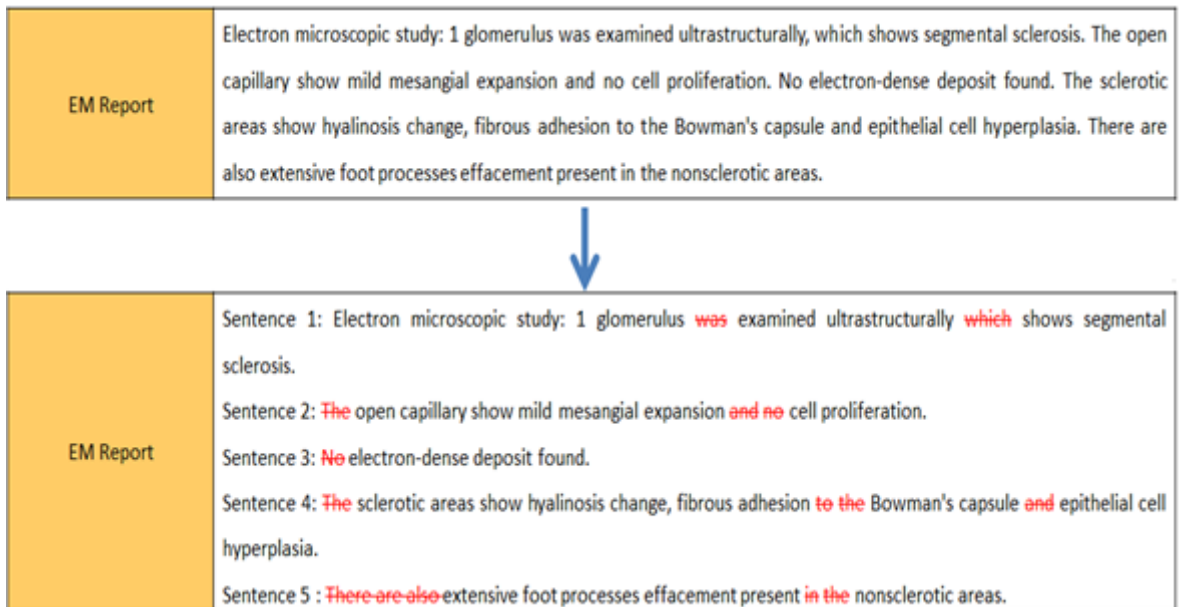 Electron microscopic study: 1 glomerulus was examined ultrastructurally, which shows segmental sclerosis. The open
capillary show mild mesangial expansion and no cell proliferation. No electron-dense deposit found. The sclerotic
EM Report
areas show hyalinosis change, fibrous adhesion to the Bowman's capsule and epithelial cell hyperplasia. There are
also extensive foot processes effacement present in the nonsclerotic areas.
Sentence 1: Electron microscopic study: 1 glomerulus was examined ultrastructurally which shows segmental
sclerosis.
Sentence 2: The open capillary show mild mesangial expansion and no cell proliferation.
EM Report
Sentence 3: No electron-dense deposit found.
Sentence 4: The sclerotic areas show hyalinosis change, fibrous adhesion to the Bowman's capsule and epithelial cell
hyperplasia.
Sentence 5 : There are also extensive foot processes effacement present in the nonsclerotic areas.